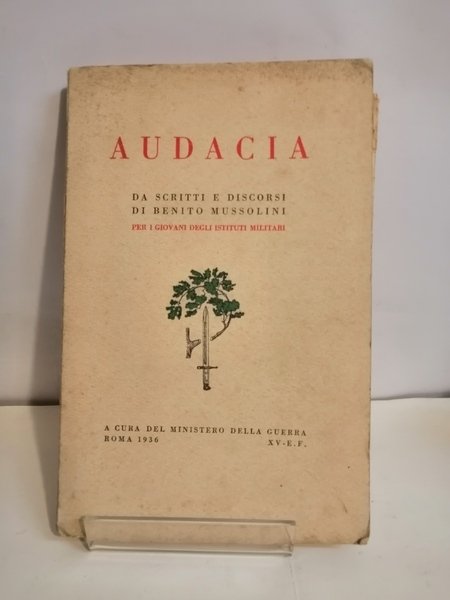 AUDACIA
DA SCRITTI E DISCORSI
DI BENITO MUSSOLINI
PER I GIOVANI DEGLI ISTITUTI MILITARI
A CURA DEL MINISTERO DELLA GUERRA
ROMA 1936 XV-E.F.